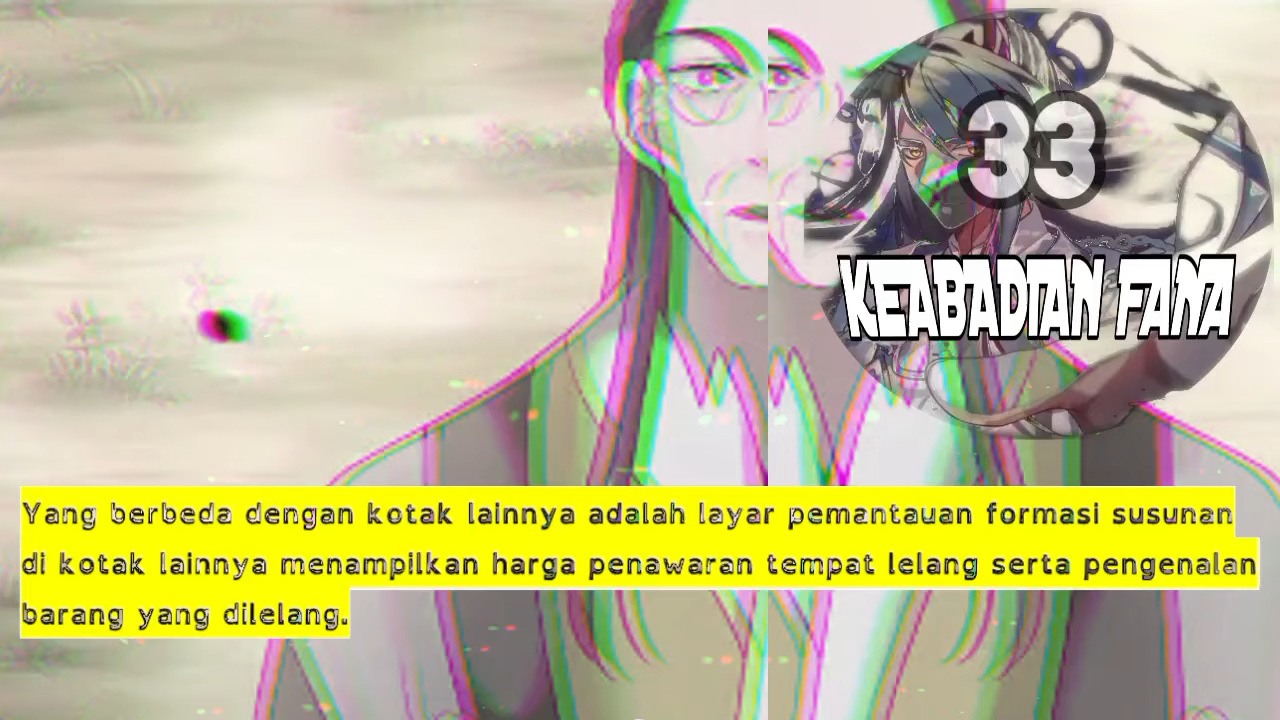 33
KEABADIAN FANA
Yang berbeda dengan kotak lainnya adalah layar pemantauan formasi susunan
di kotak lainnya menampilkan harga penawaran tempat lelang serta pengenalan
barang yang dilelang.